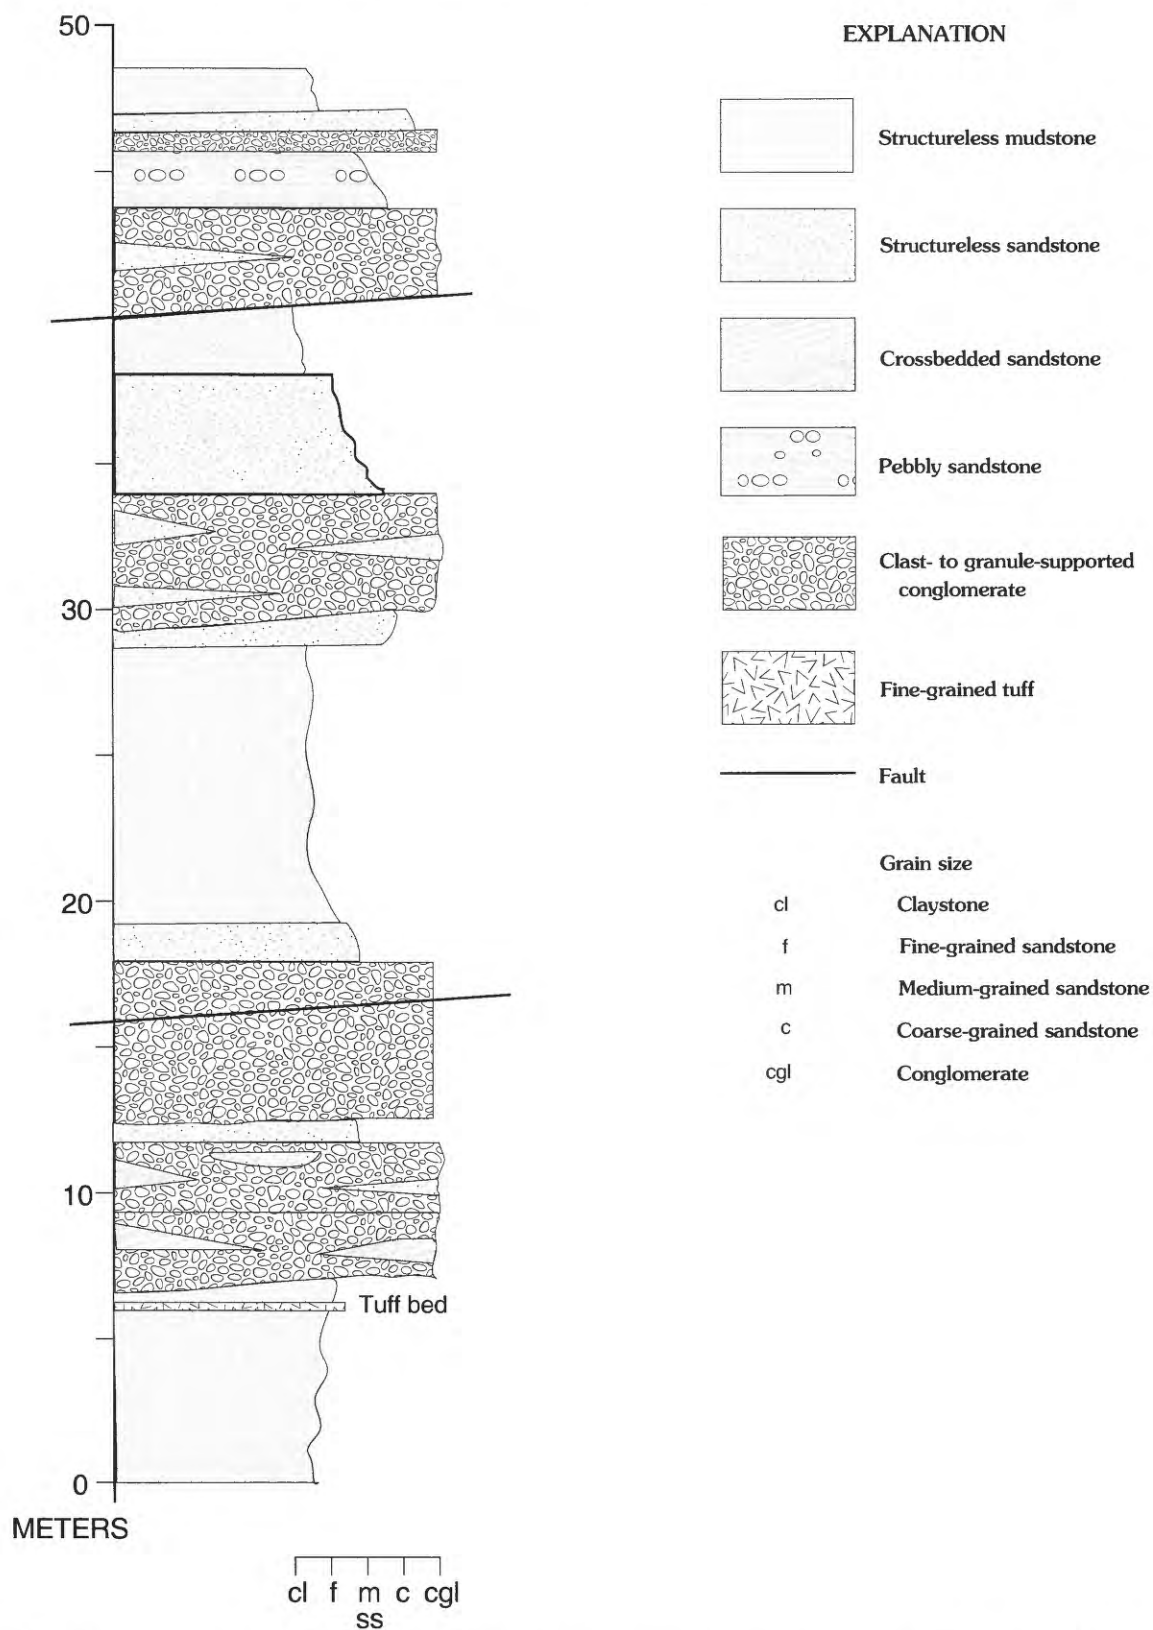 50
30
20
10
0
METERS
Tuff bed
cl f m c cgl
ss
EXPLANATION
Structureless mudstone
Structureless sandstone
Crossbedded sandstone
Pebbly sandstone
Clast- to granule-supported
conglomerate
Fine-grained tuff
Fault
Grain size
cl Claystone
f Fine-grained sandstone
m Medium-grained sandstone
c Coarse-grained sandstone
cgl Conglomerate